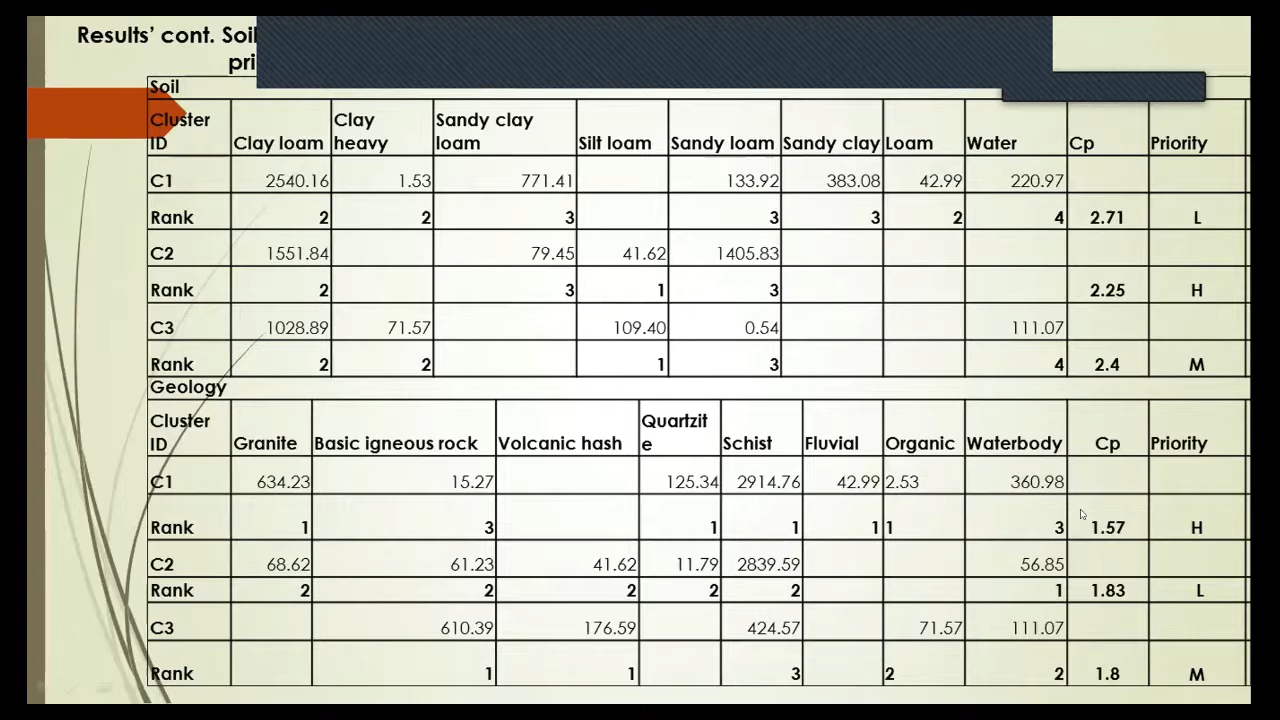 Results’ cont. Soil
pri
Soil
Cluster ID Clay loam Clay heavy Sandy clay loam Silt loam Sandy loam Sandy clay Loam Water Cp Priority
C1 2540.16 1.53 771.41 133.92 383.08 42.99 220.97
Rank 2 2 3 3 3 2 4 2.71 L
C2 1551.84 79.45 41.62 1405.83
Rank 2 3 1 3 2.25 H
C3 1028.89 71.57 109.40 0.54 111.07
Rank 2 2 1 3 4 2.4 M
Geology
Cluster ID Granite Basic igneous rock Volcanic hash Quartzite Schist Fluvial Organic Waterbody Cp Priority
C1 634.23 15.27 125.34 2914.76 42.99 2.53 360.98
Rank 1 3 1 1 1 1 3 1.57 H
C2 68.62 61.23 41.62 11.79 2839.59 56.85
Rank 2 2 2 2 2 1 1.83 L
C3 610.39 176.59 424.57 71.57 111.07
Rank 1 1 3 2 2 1.8 M